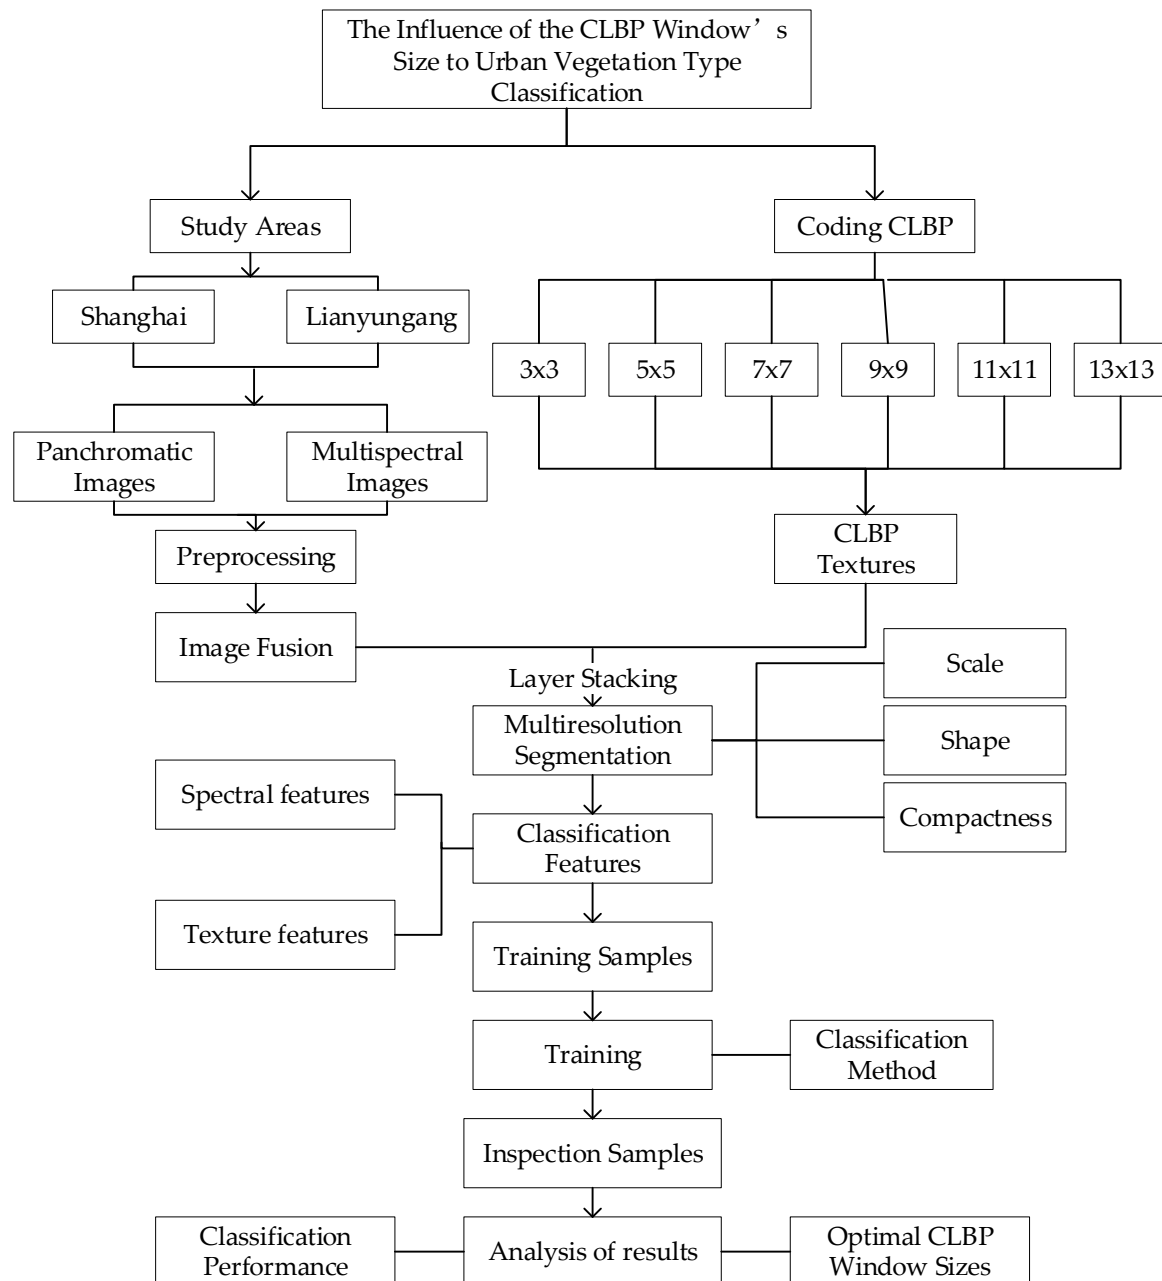 The Influence of the CLBP Window’s
Size to Urban Vegetation Type
Classification
Study Areas
Coding CLBP
Shanghai
Lianyungang
3x3
5x5
7x7
9x9
11x11
13x13
Panchromatic
Images
Multispectral
Images
Preprocessing
CLBP
Textures
Image Fusion
Layer Stacking
Scale
Multiresolution
Segmentation
Shape
Compactness
Spectral features
Classification
Features
Texture features
Training Samples
Training
Classification
Method
Inspection Samples
Classification
Performance
Analysis of results
Optimal CLBP
Window Sizes